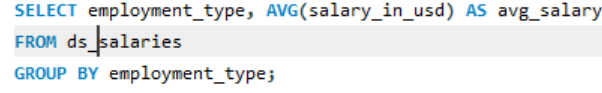 SELECT employment_type, AVG(salary_in_usd) AS avg_salary
FROM ds_salaries
GROUP BY employment_type;